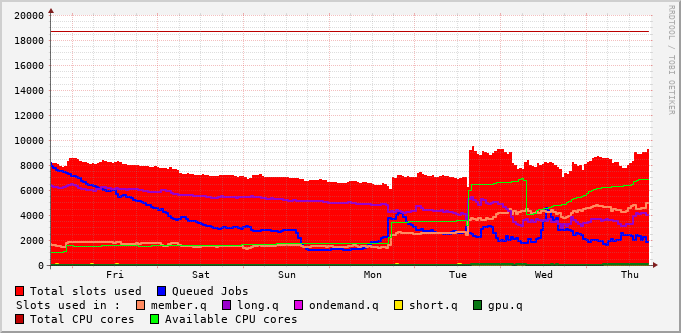 20000
18000
16000
14000
12000
10000
8000
6000
4000
2000
0
Fri Sat Sun Mon Tue Wed Thu
RRDTOOL / TOBI OETIKER
Total slots used Queued Jobs
Slots used in : member.q long.q ondemand.q short.q gpu.q
Total CPU cores Available CPU cores